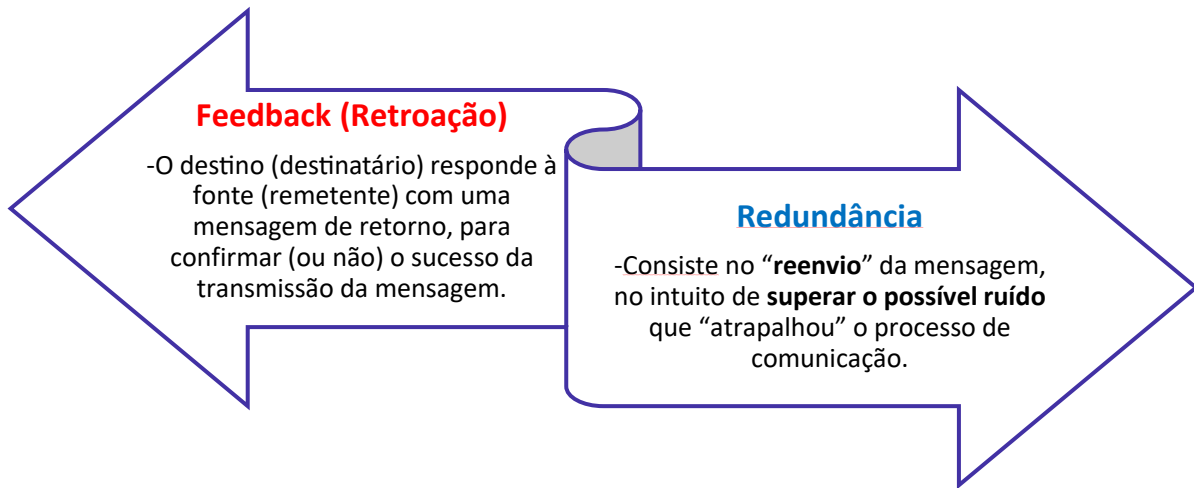 Feedback (Retroação)
-O destino (destinatário) responde à
fonte (remetente) com uma
mensagem de retorno, para
confirmar (ou não) o sucesso da
transmissão da mensagem.
Redundância
-Consiste no “reenvio” da mensagem,
no intuito de superar o possível ruído
que “atrapalhou” o processo de
comunicação.